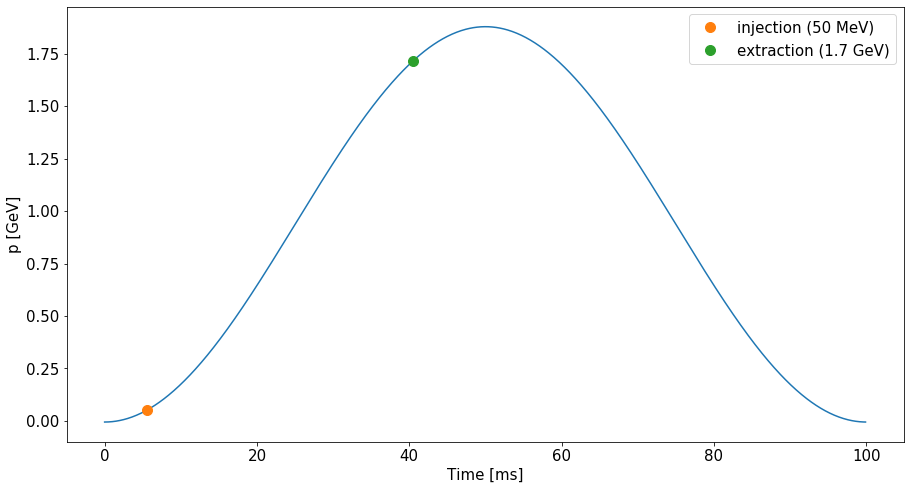 injection (50 MeV)
extraction (1.7 GeV)
p [GeV]
1.75
1.50
1.25
1.00
0.75
0.50
0.25
0.00
0 20 40 60 80 100
Time [ms]